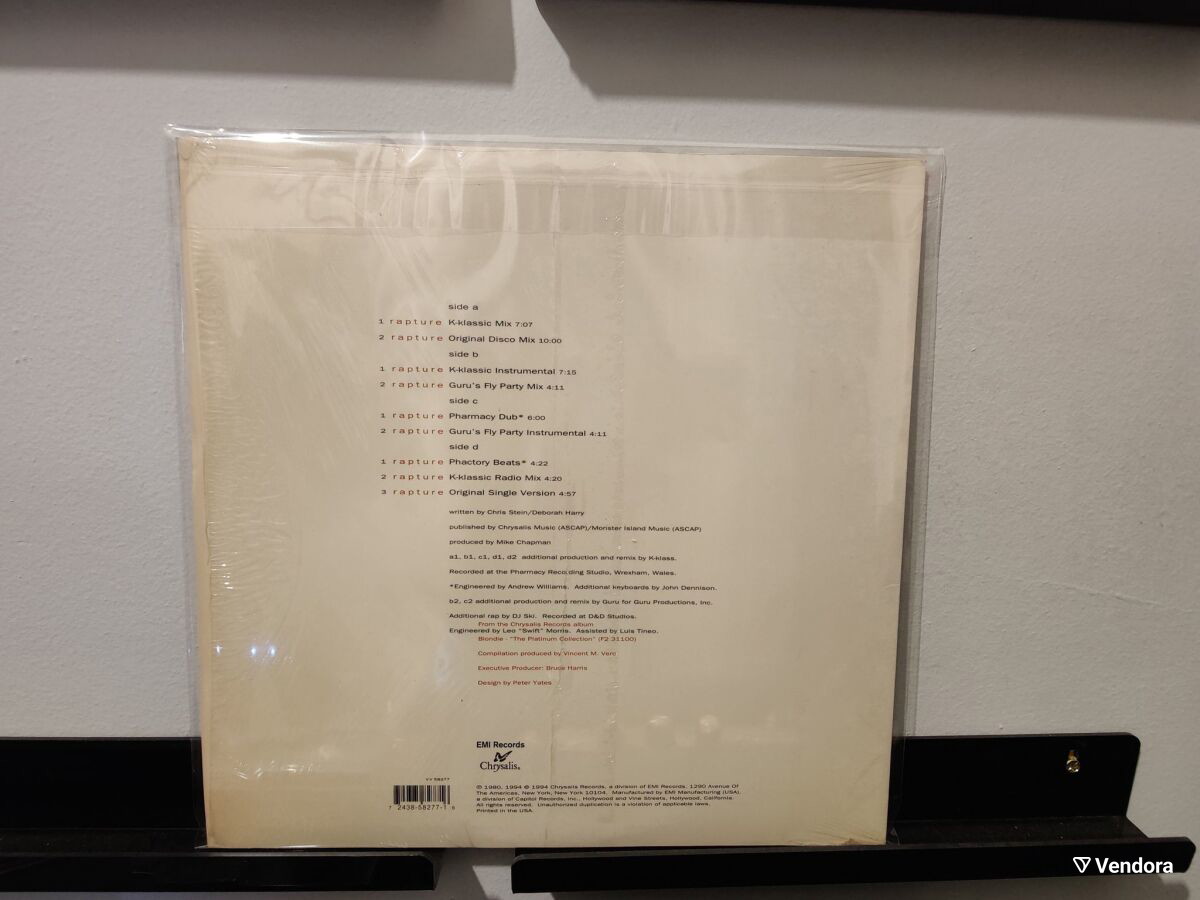 side a
1 rapture K-klassic Mix 7:07
2 rapture Original Disco Mix 10:00
side b
1 rapture K-klassic Instrumental 7:15
2 rapture Guru's Fly Party Mix 4:11
side c
1 rapture Pharmacy Dub* 6:00
2 rapture Guru's Fly Party Instrumental 4:11
side d
1 rapture Phactory Beats* 4:22
2 rapture K-klassic Radio Mix 4:20
3 rapture Original Single Version 4:57
written by Chris Stein/Deborah Harry
published by Chrysalis Music (ASCAP)/Monster Island Music (ASCAP)
produced by Mike Chapman
a1, b1, c1, d1, d2 additional production and remix by K-klass.
Recorded at the Pharmacy Recording Studio, Wrexham, Wales.
*Engineered by Andrew Williams. Additional keyboards by John Dennison.
b2, c2 additional production and remix by Guru for Guru Productions, Inc.
Additional rap by DJ Ski. Recorded at D&D Studios.
From the Chrysalis Records album
Engineered by Leo "Swift" Morris. Assisted by Luis Tineo.
Blondie - "The Platinum Collection" (F2 31100)
Compilation produced by Vincent M. Vero
Executive Producer: Bruce Harris
Design by Peter Yates
EMI Records
Chrysalis®
VV 58277
7 2438-58277-1
℗ 1980, 1994 © 1994 Chrysalis Records, a division of EMI Records, 1290 Avenue Of
The Americas, New York, New York 10104. Manufactured by EMI Manufacturing (USA),
a division of Capitol Records, Inc., Hollywood and Vine Streets, Hollywood, California.
All rights reserved. Unauthorized duplication is a violation of applicable laws.
Printed in the USA.
Vendora